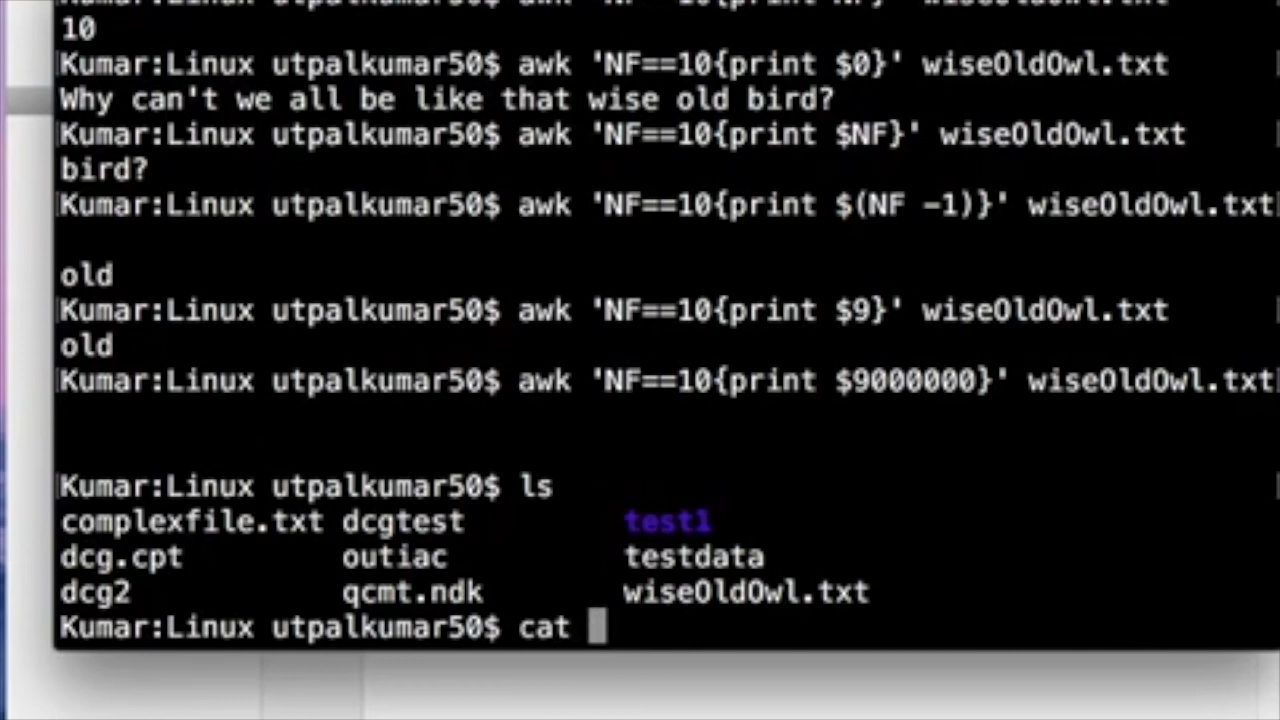 10
Kumar:Linux utpalkumar50$ awk 'NF==10{print $0}' wiseOldOwl.txt
Why can't we all be like that wise old bird?
Kumar:Linux utpalkumar50$ awk 'NF==10{print $NF}' wiseOldOwl.txt
bird?
Kumar:Linux utpalkumar50$ awk 'NF==10{print $(NF -1)}' wiseOldOwl.txt
old
Kumar:Linux utpalkumar50$ awk 'NF==10{print $9}' wiseOldOwl.txt
old
Kumar:Linux utpalkumar50$ awk 'NF==10{print $9000000}' wiseOldOwl.txt
Kumar:Linux utpalkumar50$ ls
complexfile.txt dcgtest test1
dcg.cpt outiac testdata
dcg2 qcmt.ndk wiseOldOwl.txt
Kumar:Linux utpalkumar50$ cat